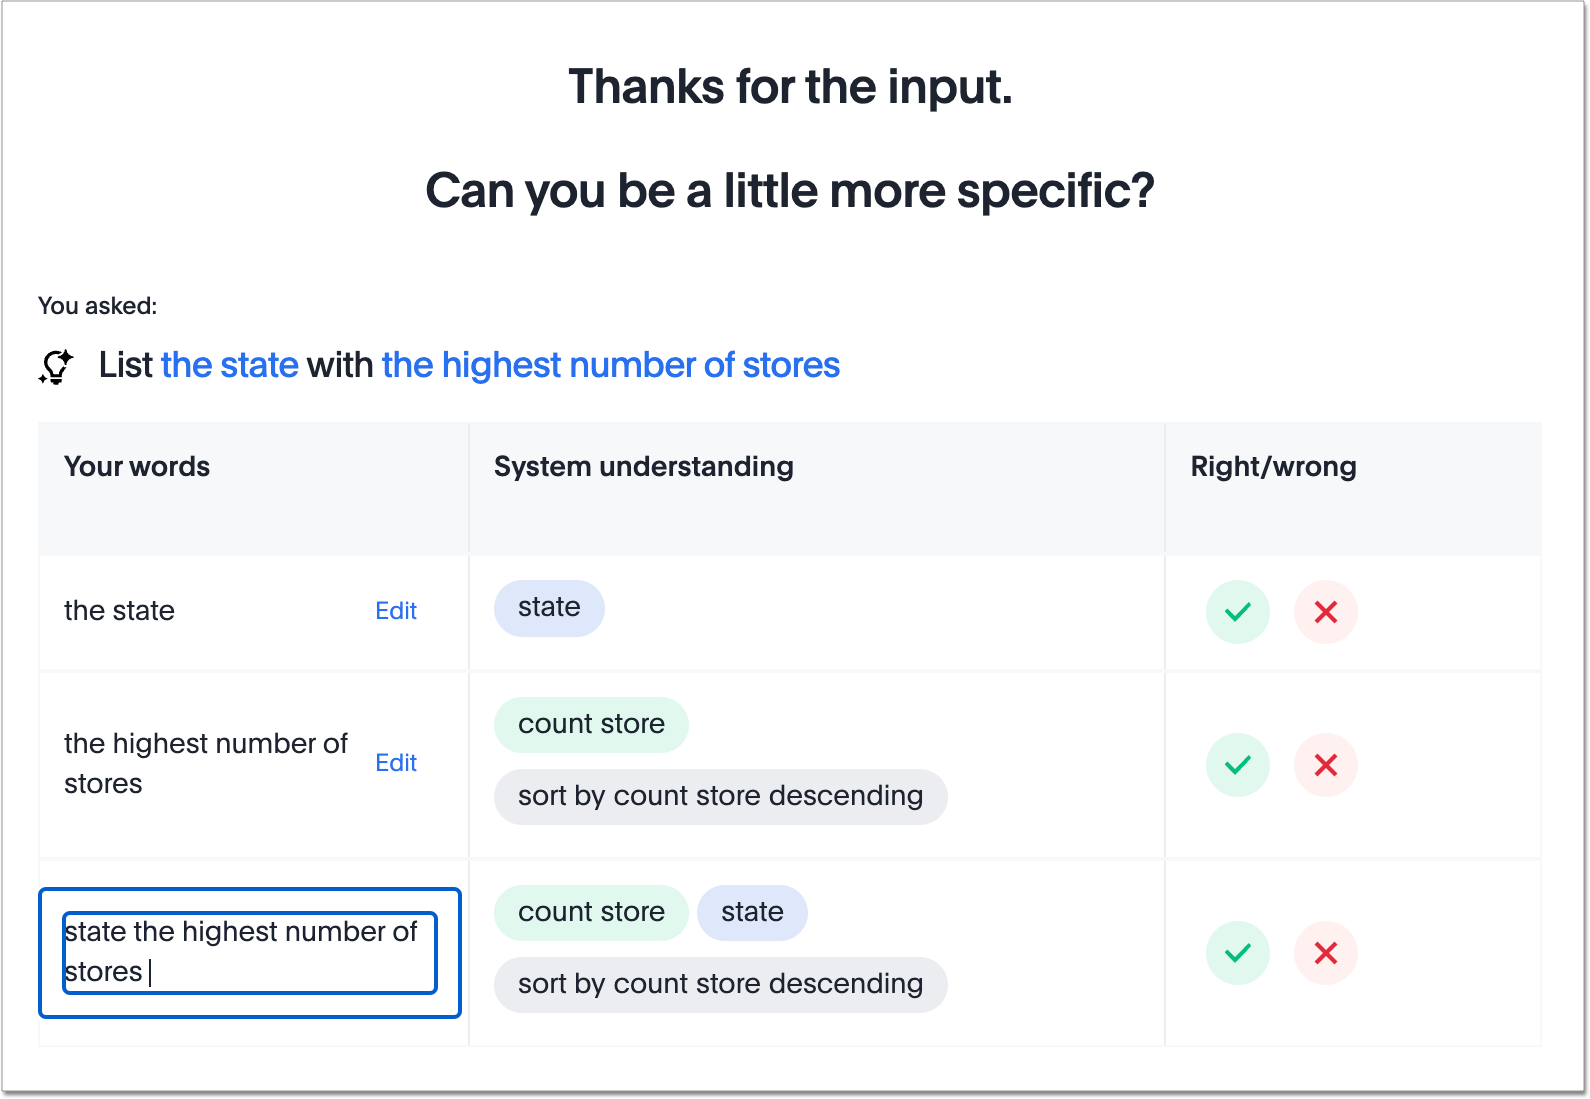 Thanks for the input.
Can you be a little more specific?
You asked:
List the state with the highest number of stores
Your words
System understanding
Right/wrong
the state
Edit
state
the highest number of
stores
Edit
count store
sort by count store descending
state the highest number of
stores
count store
state
sort by count store descending